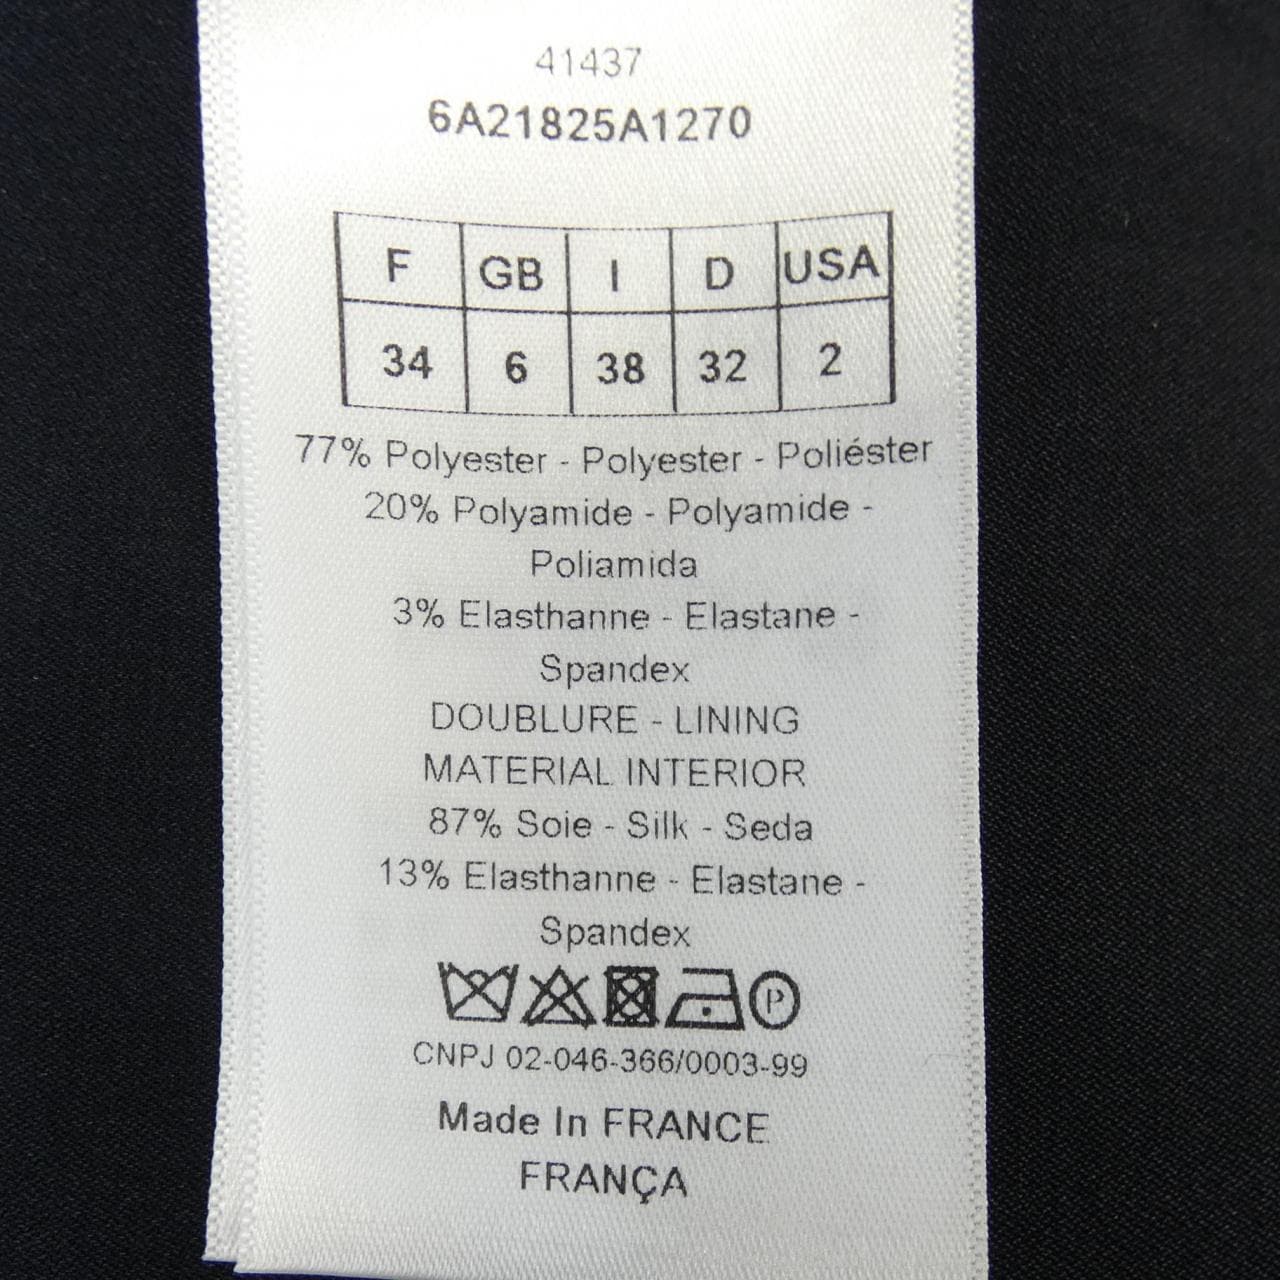 41437
6A21825A1270
F GB I D USA
34 6 38 32 2
77% Polyester - Polyester - Poliéster
20% Polyamide - Polyamide -
Poliamida
3% Elasthanne - Elastane -
Spandex
DOUBLURE - LINING
MATERIAL INTERIOR
87% Soie - Silk - Seda
13% Elasthanne - Elastane -
Spandex
P
CNPJ 02-046-366/0003-99
Made In FRANCE
FRANÇA